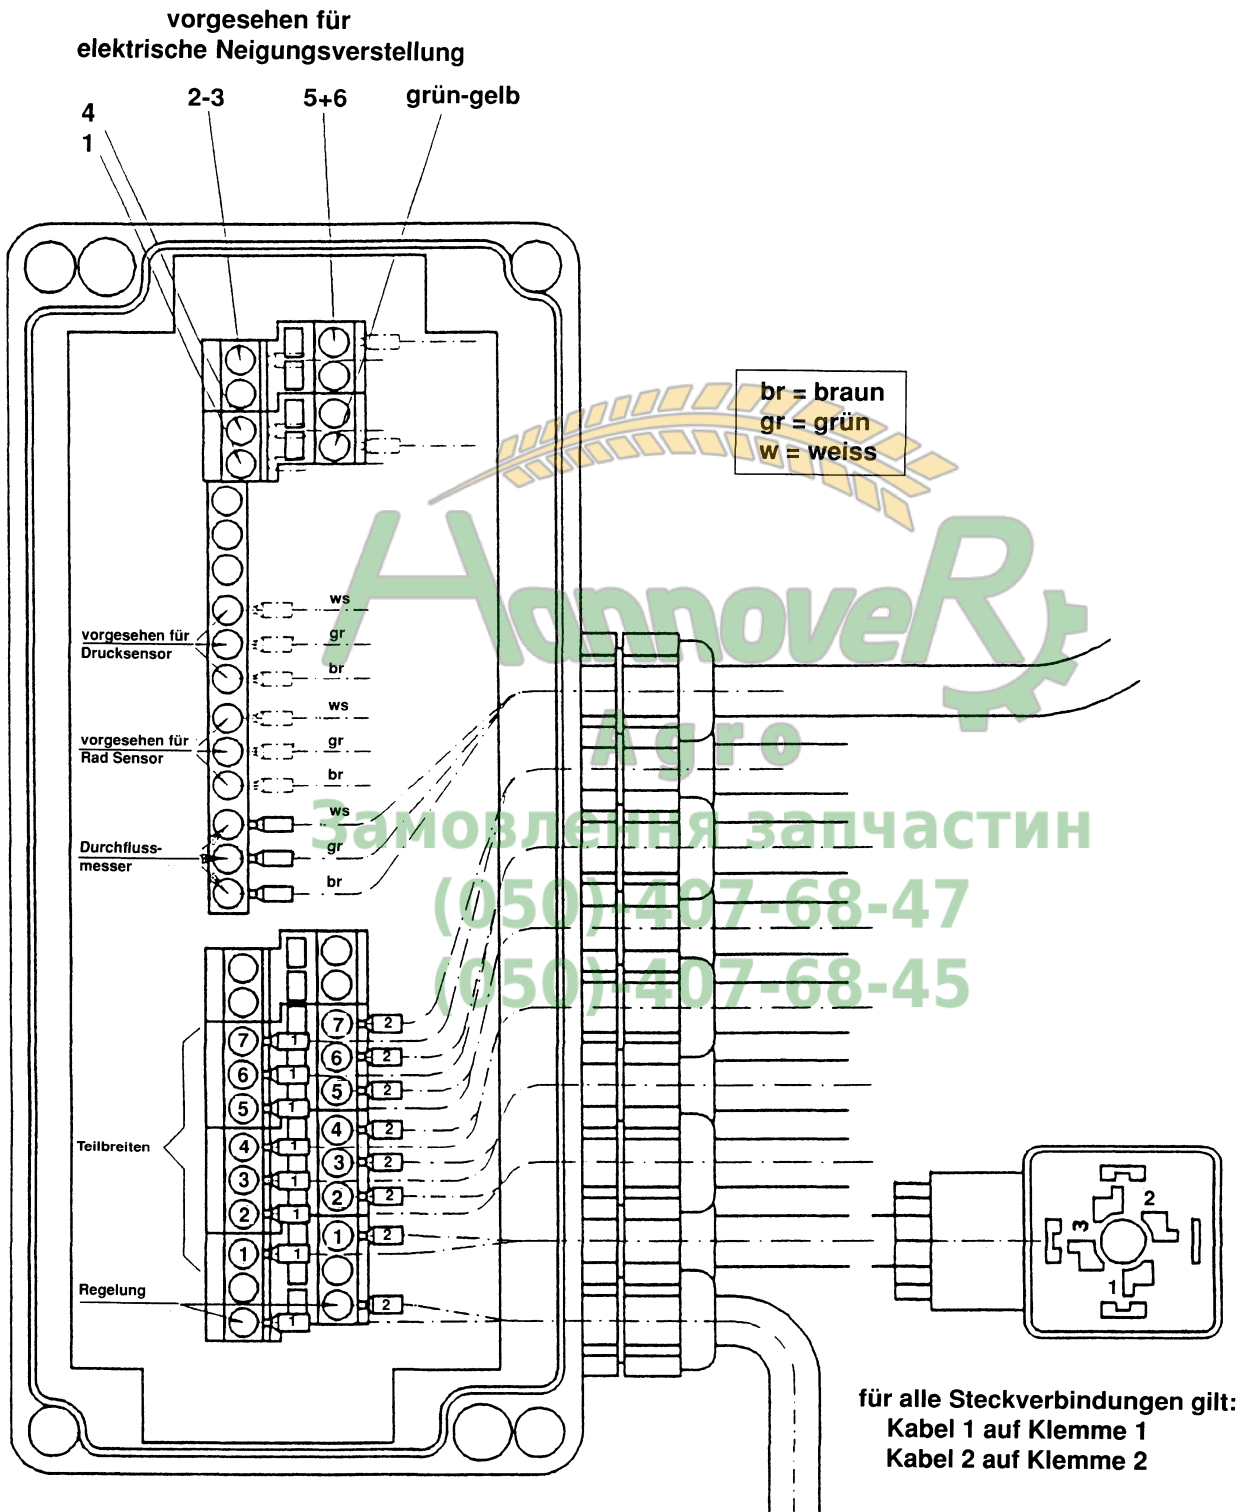 vorgesehen für
elektrische Neigungsverstellung
4
1
2-3
5+6
grün-gelb
br = braun
gr = grün
w = weiss
HannoveR
Agro
Замовлення запчастин
(050)-407-68-47
(050)-407-68-45
vorgesehen für
Drucksensor
ws
gr
br
vorgesehen für
Rad Sensor
ws
gr
br
Durchfluss-
messer
ws
gr
br
Teilbreiten
7 1 7 2
6 1 6 2
5 1 5 2
4 1 4 2
3 1 3 2
2 1 2 2
1 1 1 2
Regelung
1 2
2
3
1
für alle Steckverbindungen gilt:
Kabel 1 auf Klemme 1
Kabel 2 auf Klemme 2